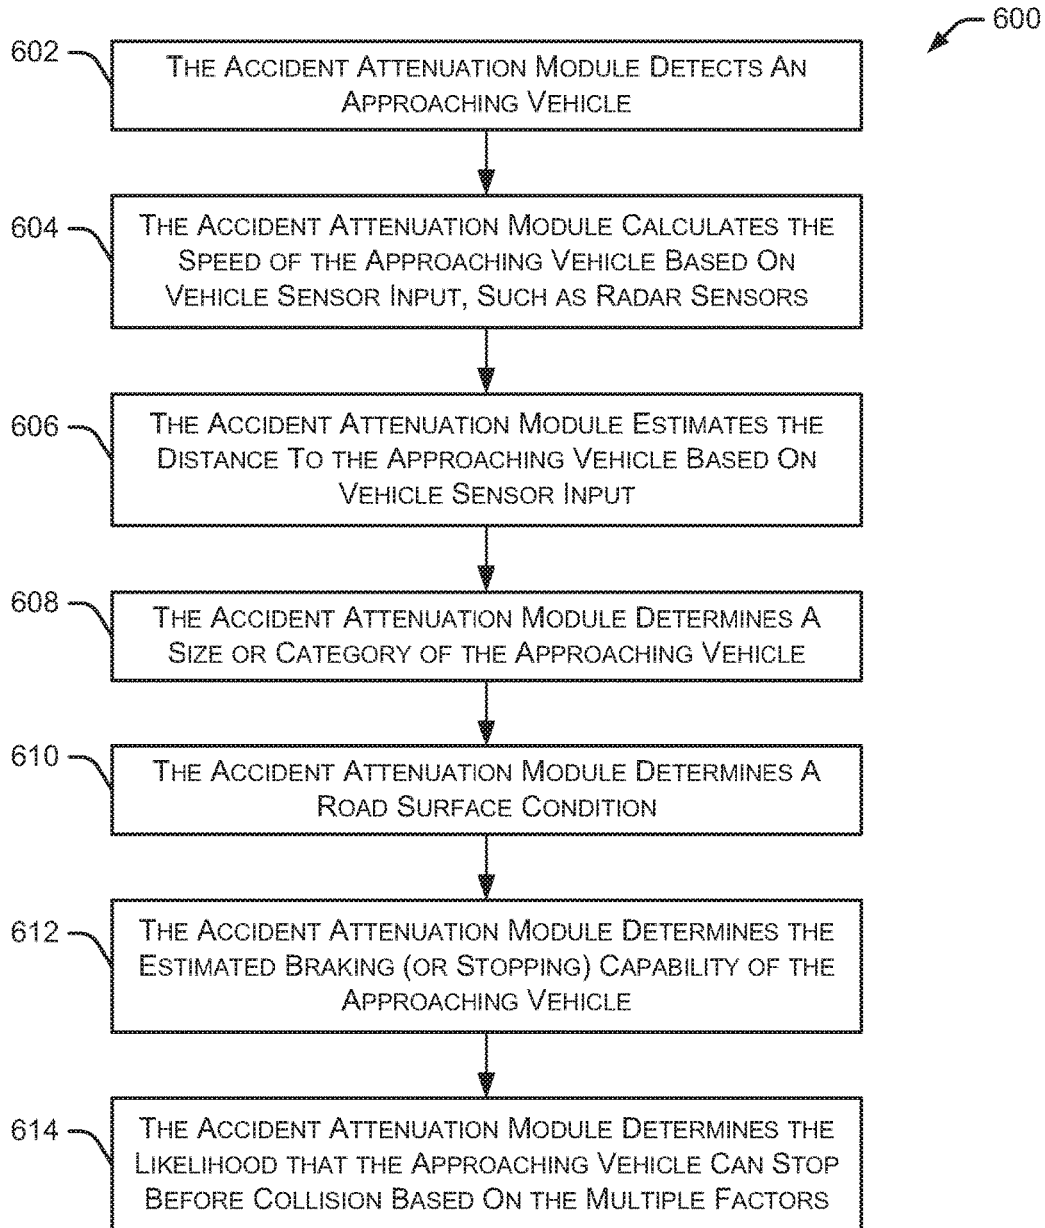 600
602
THE ACCIDENT ATTENUATION MODULE DETECTS AN
APPROACHING VEHICLE
604
THE ACCIDENT ATTENUATION MODULE CALCULATES THE
SPEED OF THE APPROACHING VEHICLE BASED ON
VEHICLE SENSOR INPUT, SUCH AS RADAR SENSORS
606
THE ACCIDENT ATTENUATION MODULE ESTIMATES THE
DISTANCE TO THE APPROACHING VEHICLE BASED ON
VEHICLE SENSOR INPUT
608
THE ACCIDENT ATTENUATION MODULE DETERMINES A
SIZE OR CATEGORY OF THE APPROACHING VEHICLE
610
THE ACCIDENT ATTENUATION MODULE DETERMINES A
ROAD SURFACE CONDITION
612
THE ACCIDENT ATTENUATION MODULE DETERMINES THE
ESTIMATED BRAKING (OR STOPPING) CAPABILITY OF THE
APPROACHING VEHICLE
614
THE ACCIDENT ATTENUATION MODULE DETERMINES THE
LIKELIHOOD THAT THE APPROACHING VEHICLE CAN STOP
BEFORE COLLISION BASED ON THE MULTIPLE FACTORS